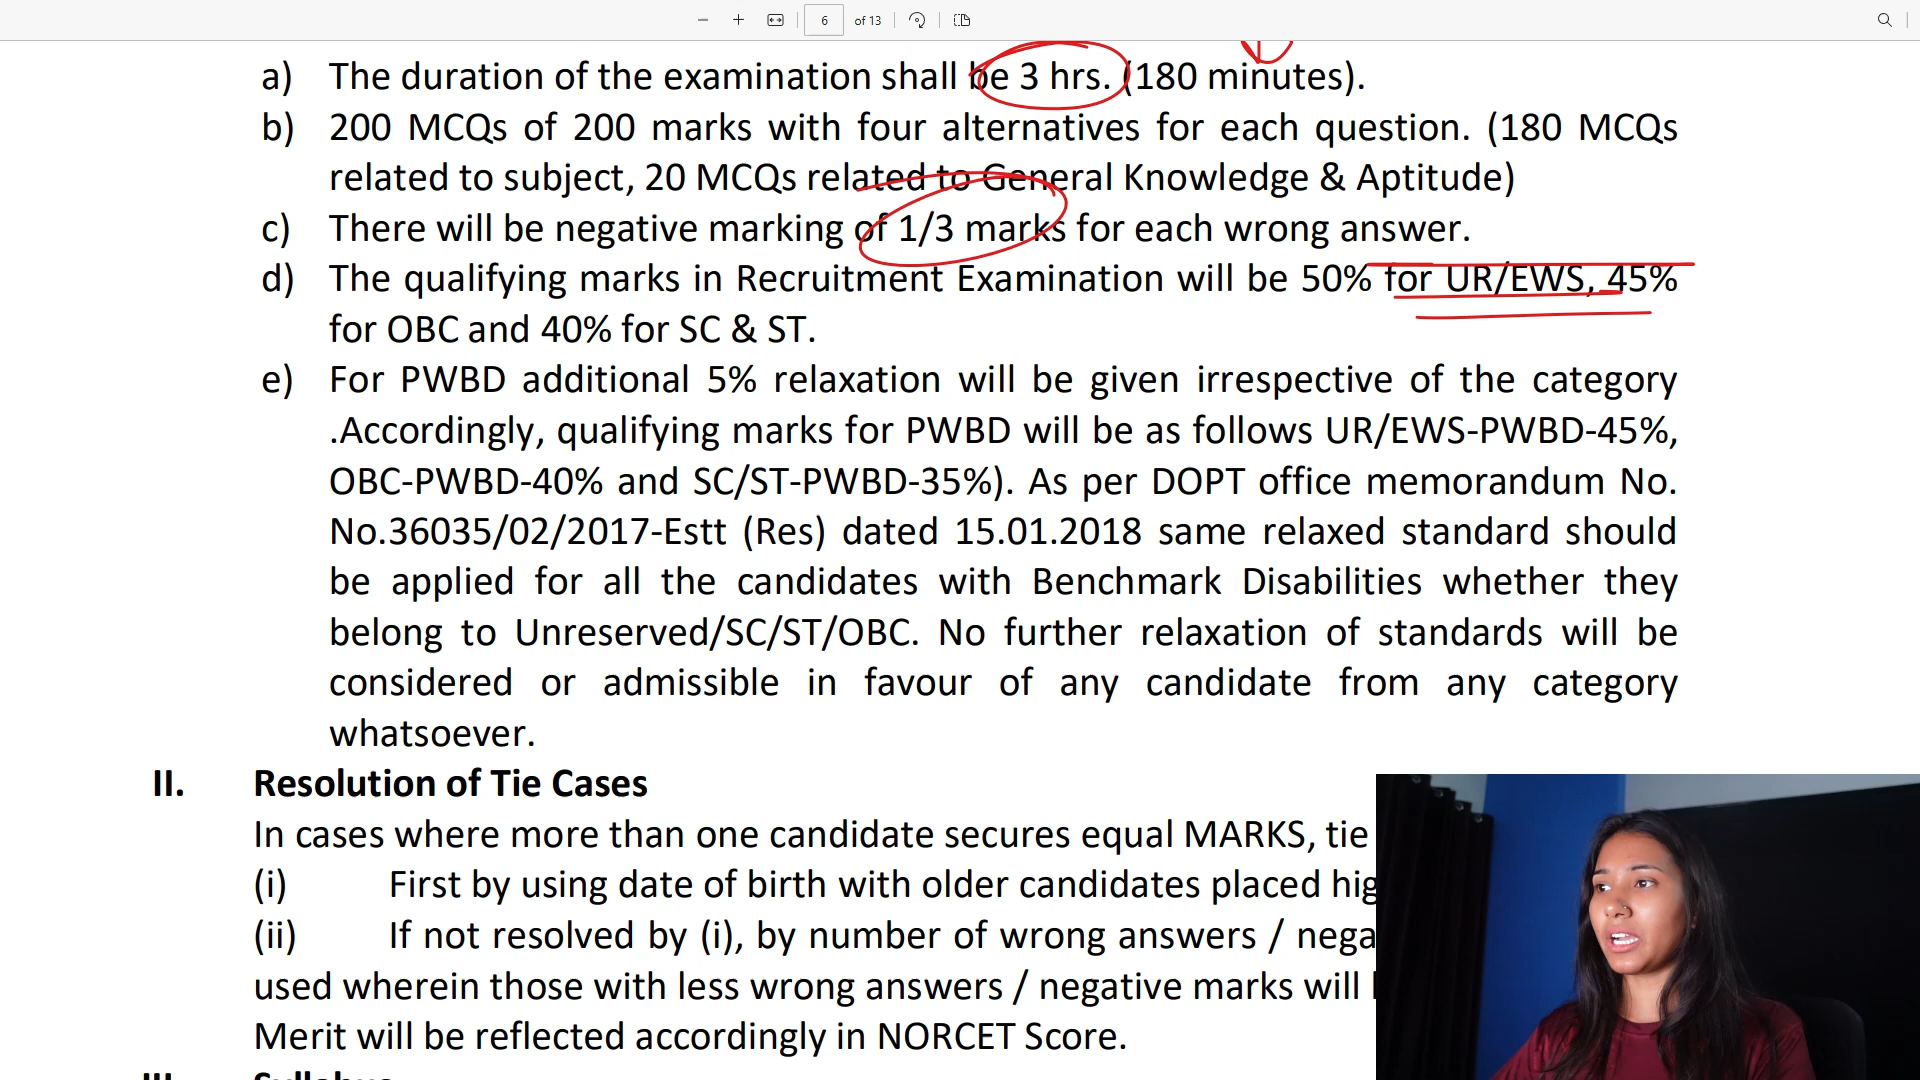 6 of 13
a) The duration of the examination shall be 3 hrs. (180 minutes).
b) 200 MCQs of 200 marks with four alternatives for each question. (180 MCQs
related to subject, 20 MCQs related to General Knowledge & Aptitude)
c) There will be negative marking of 1/3 marks for each wrong answer.
d) The qualifying marks in Recruitment Examination will be 50% for UR/EWS, 45%
for OBC and 40% for SC & ST.
e) For PWBD additional 5% relaxation will be given irrespective of the category
.Accordingly, qualifying marks for PWBD will be as follows UR/EWS-PWBD-45%,
OBC-PWBD-40% and SC/ST-PWBD-35%). As per DOPT office memorandum No.
No.36035/02/2017-Estt (Res) dated 15.01.2018 same relaxed standard should
be applied for all the candidates with Benchmark Disabilities whether they
belong to Unreserved/SC/ST/OBC. No further relaxation of standards will be
considered or admissible in favour of any candidate from any category
whatsoever.
II. Resolution of Tie Cases
In cases where more than one candidate secures equal MARKS, tie
(i) First by using date of birth with older candidates placed hig
(ii) If not resolved by (i), by number of wrong answers / nega
used wherein those with less wrong answers / negative marks will
Merit will be reflected accordingly in NORCET Score.